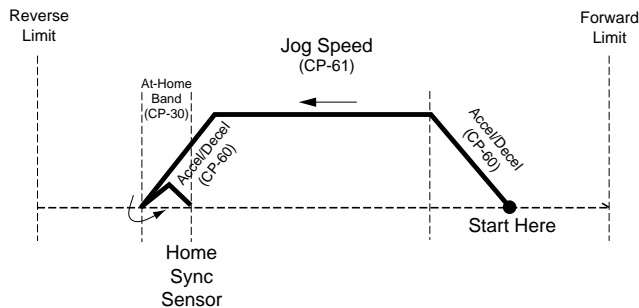 Reverse
Limit
Forward
Limit
Jog Speed
(CP-61)
At-Home
Band
(CP-30)
Accel/Decel
(CP-60)
Accel/Decel
(CP-60)
Start Here
Home
Sync
Sensor